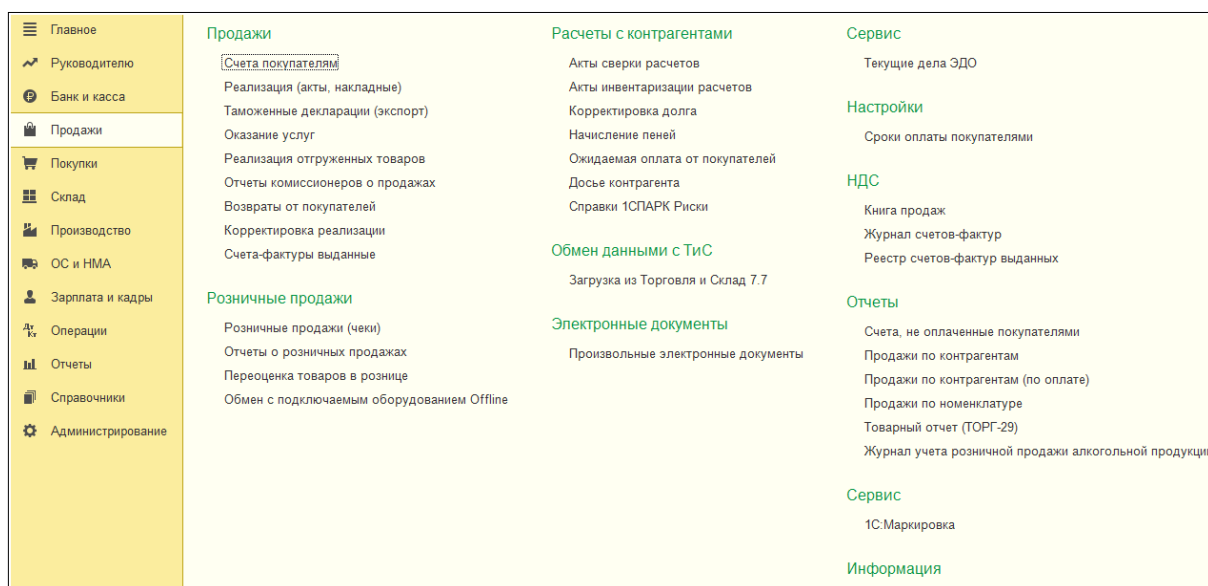 Главное
Руководителю
Банк и касса
Продажи
Покупки
Склад
Производство
ОС и НМА
Зарплата и кадры
Операции
Отчеты
Справочники
Администрирование
Продажи
Счета покупателям
Реализация (акты, накладные)
Таможенные декларации (экспорт)
Оказание услуг
Реализация отгруженных товаров
Отчеты комиссионеров о продажах
Возвраты от покупателей
Корректировка реализации
Счета-фактуры выданные
Розничные продажи
Розничные продажи (чеки)
Отчеты о розничных продажах
Переоценка товаров в рознице
Обмен с подключаемым оборудованием Offline
Расчеты с контрагентами
Акты сверки расчетов
Акты инвентаризации расчетов
Корректировка долга
Начисление пеней
Ожидаемая оплата от покупателей
Досье контрагента
Справки 1СПАРК Риски
Обмен данными с ТиС
Загрузка из Торговля и Склад 7.7
Электронные документы
Произвольные электронные документы
Сервис
Текущие дела ЭДО
Настройки
Сроки оплаты покупателями
НДС
Книга продаж
Журнал счетов-фактур
Реестр счетов-фактур выданных
Отчеты
Счета, не оплаченные покупателями
Продажи по контрагентам
Продажи по контрагентам (по оплате)
Продажи по номенклатуре
Товарный отчет (ТОРГ-29)
Журнал учета розничной продажи алкогольной продукции
Сервис
1С:Маркировка
Информация